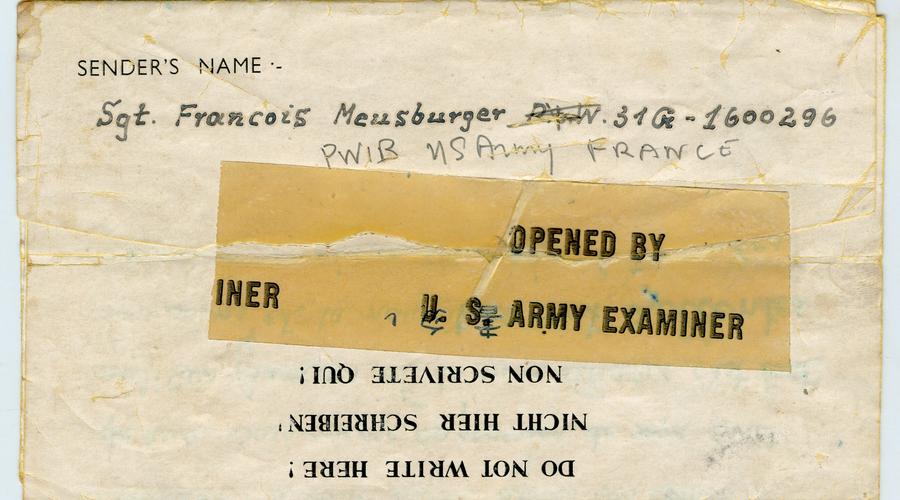 SENDER'S NAME :-
Sgt. Francois Meusburger P.W. 31G-1600296
PWIB US Army FRANCE
OPENED BY
INER U. S. ARMY EXAMINER
NON SCRIVETE QUI!
NICHT HIER SCHREIBEN!
DO NOT WRITE HERE!